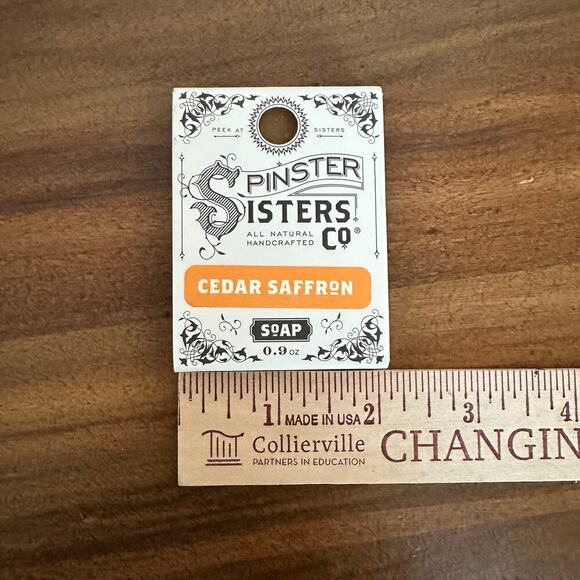 PEEK AT SISTERS
SPINSTER
SISTERS
Co®
ALL NATURAL
HANDCRAFTED
CEDAR SAFFRON
SOAP
0.9 oz
1 MADE IN USA 2 3 4
Collierville
PARTNERS IN EDUCATION
CHANGIN